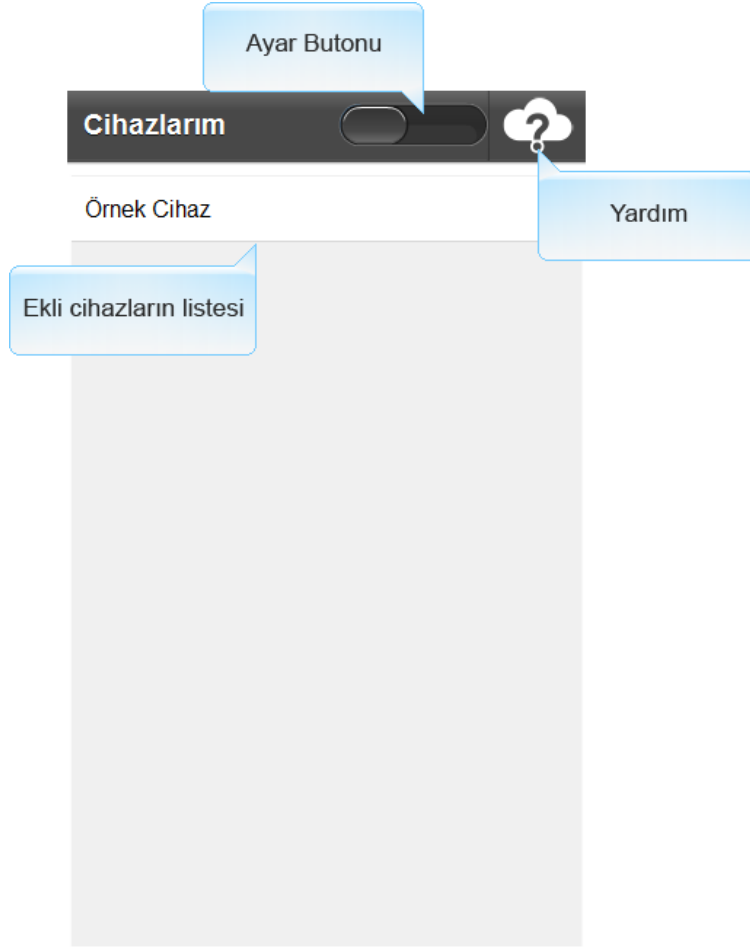 Ayar Butonu
Cihazlarım
?
Örnek Cihaz
Yardım
Ekli cihazların listesi